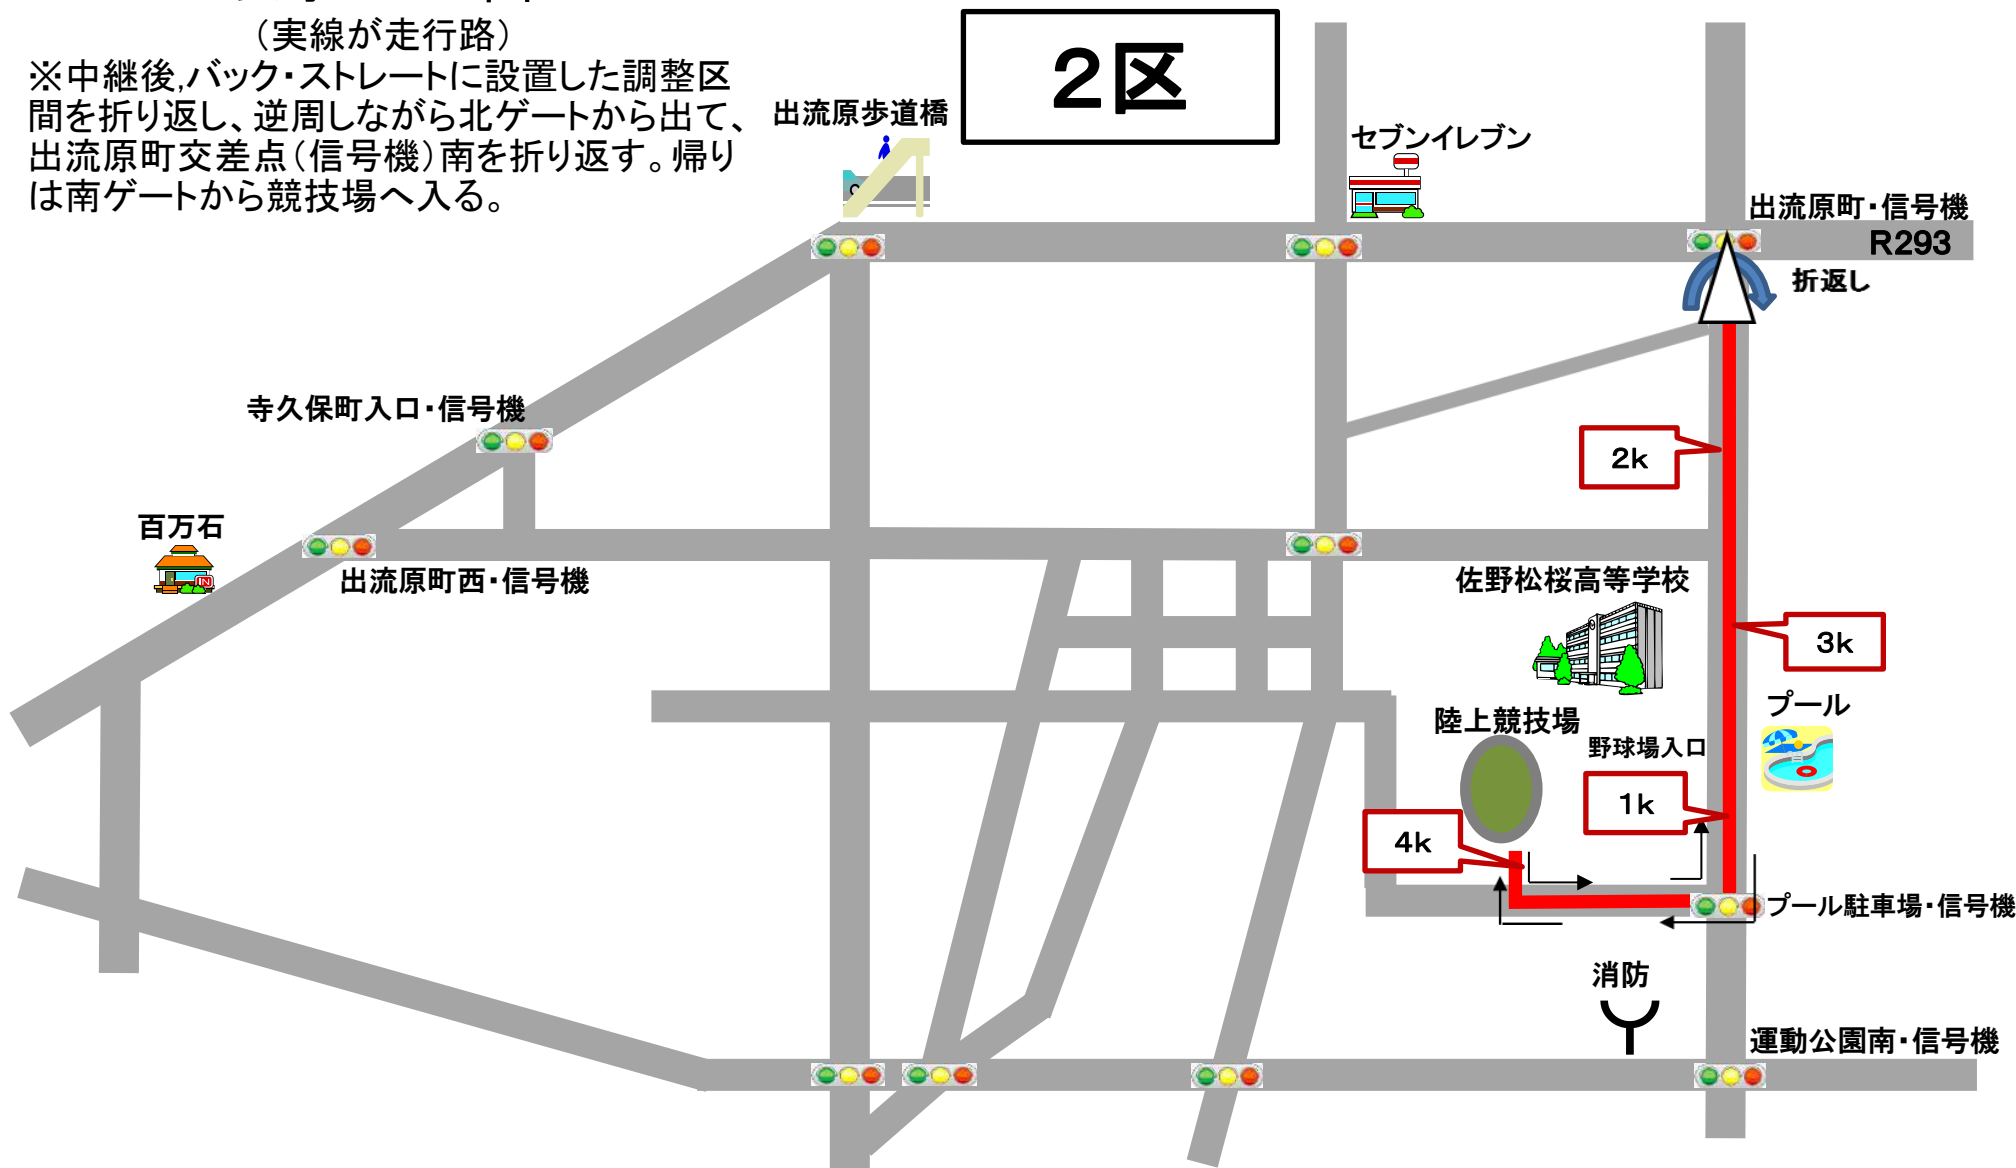 (実線が走行路)
※中継後,バック・ストレートに設置した調整区
間を折り返し、逆周しながら北ゲートから出て、
出流原町交差点(信号機)南を折り返す。帰り
は南ゲートから競技場へ入る。
2区
出流原歩道橋
セブンイレブン
出流原町・信号機
R293
折返し
寺久保町入口・信号機
2k
百万石
出流原町西・信号機
佐野松桜高等学校
3k
プール
陸上競技場
野球場入口
1k
4k
プール駐車場・信号機
消防
運動公園南・信号機